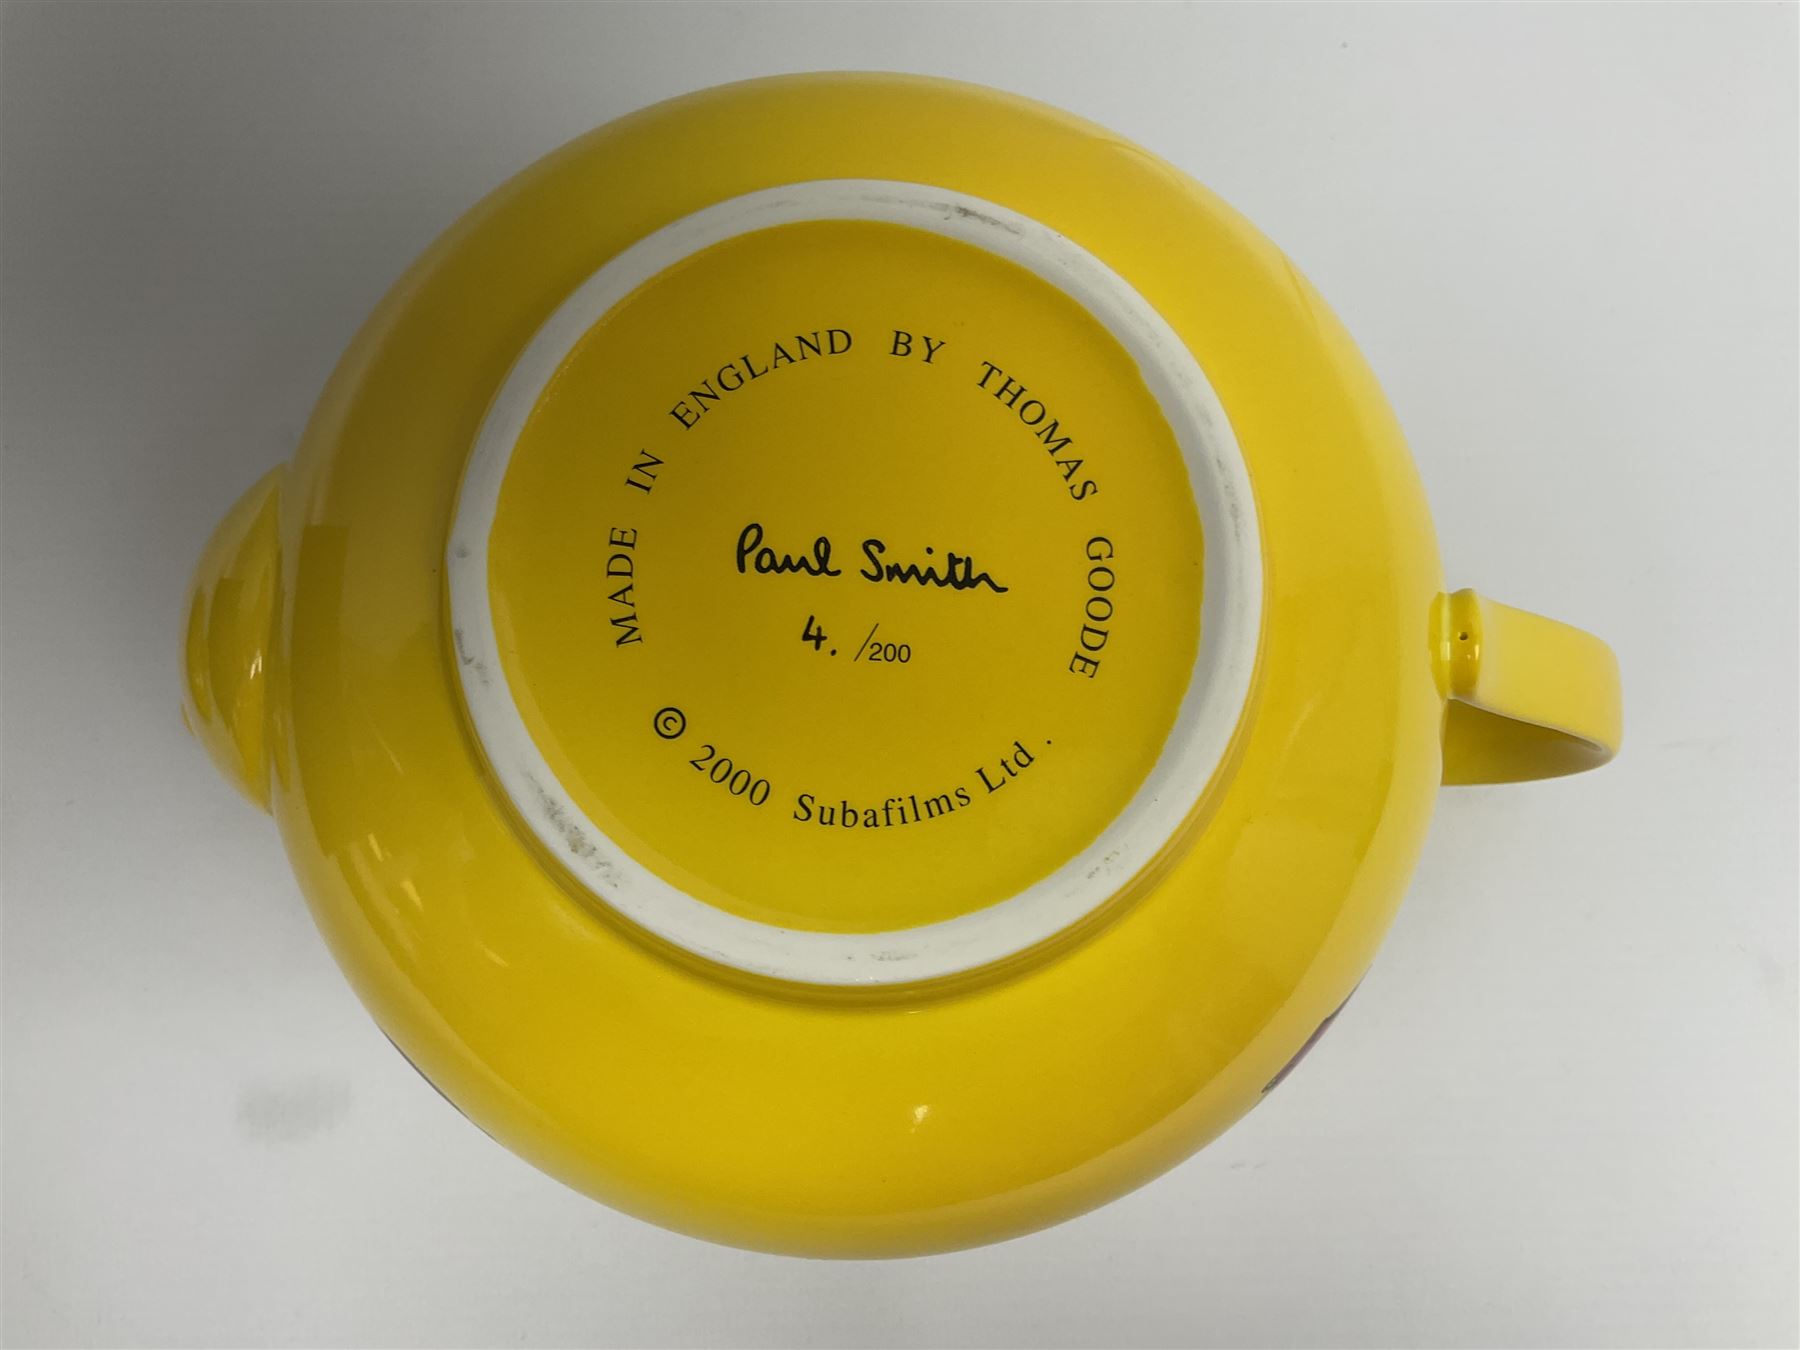 MADE IN ENGLAND BY THOMAS GOODE
Paul Smith
4. /200
© 2000 Subafilms Ltd.